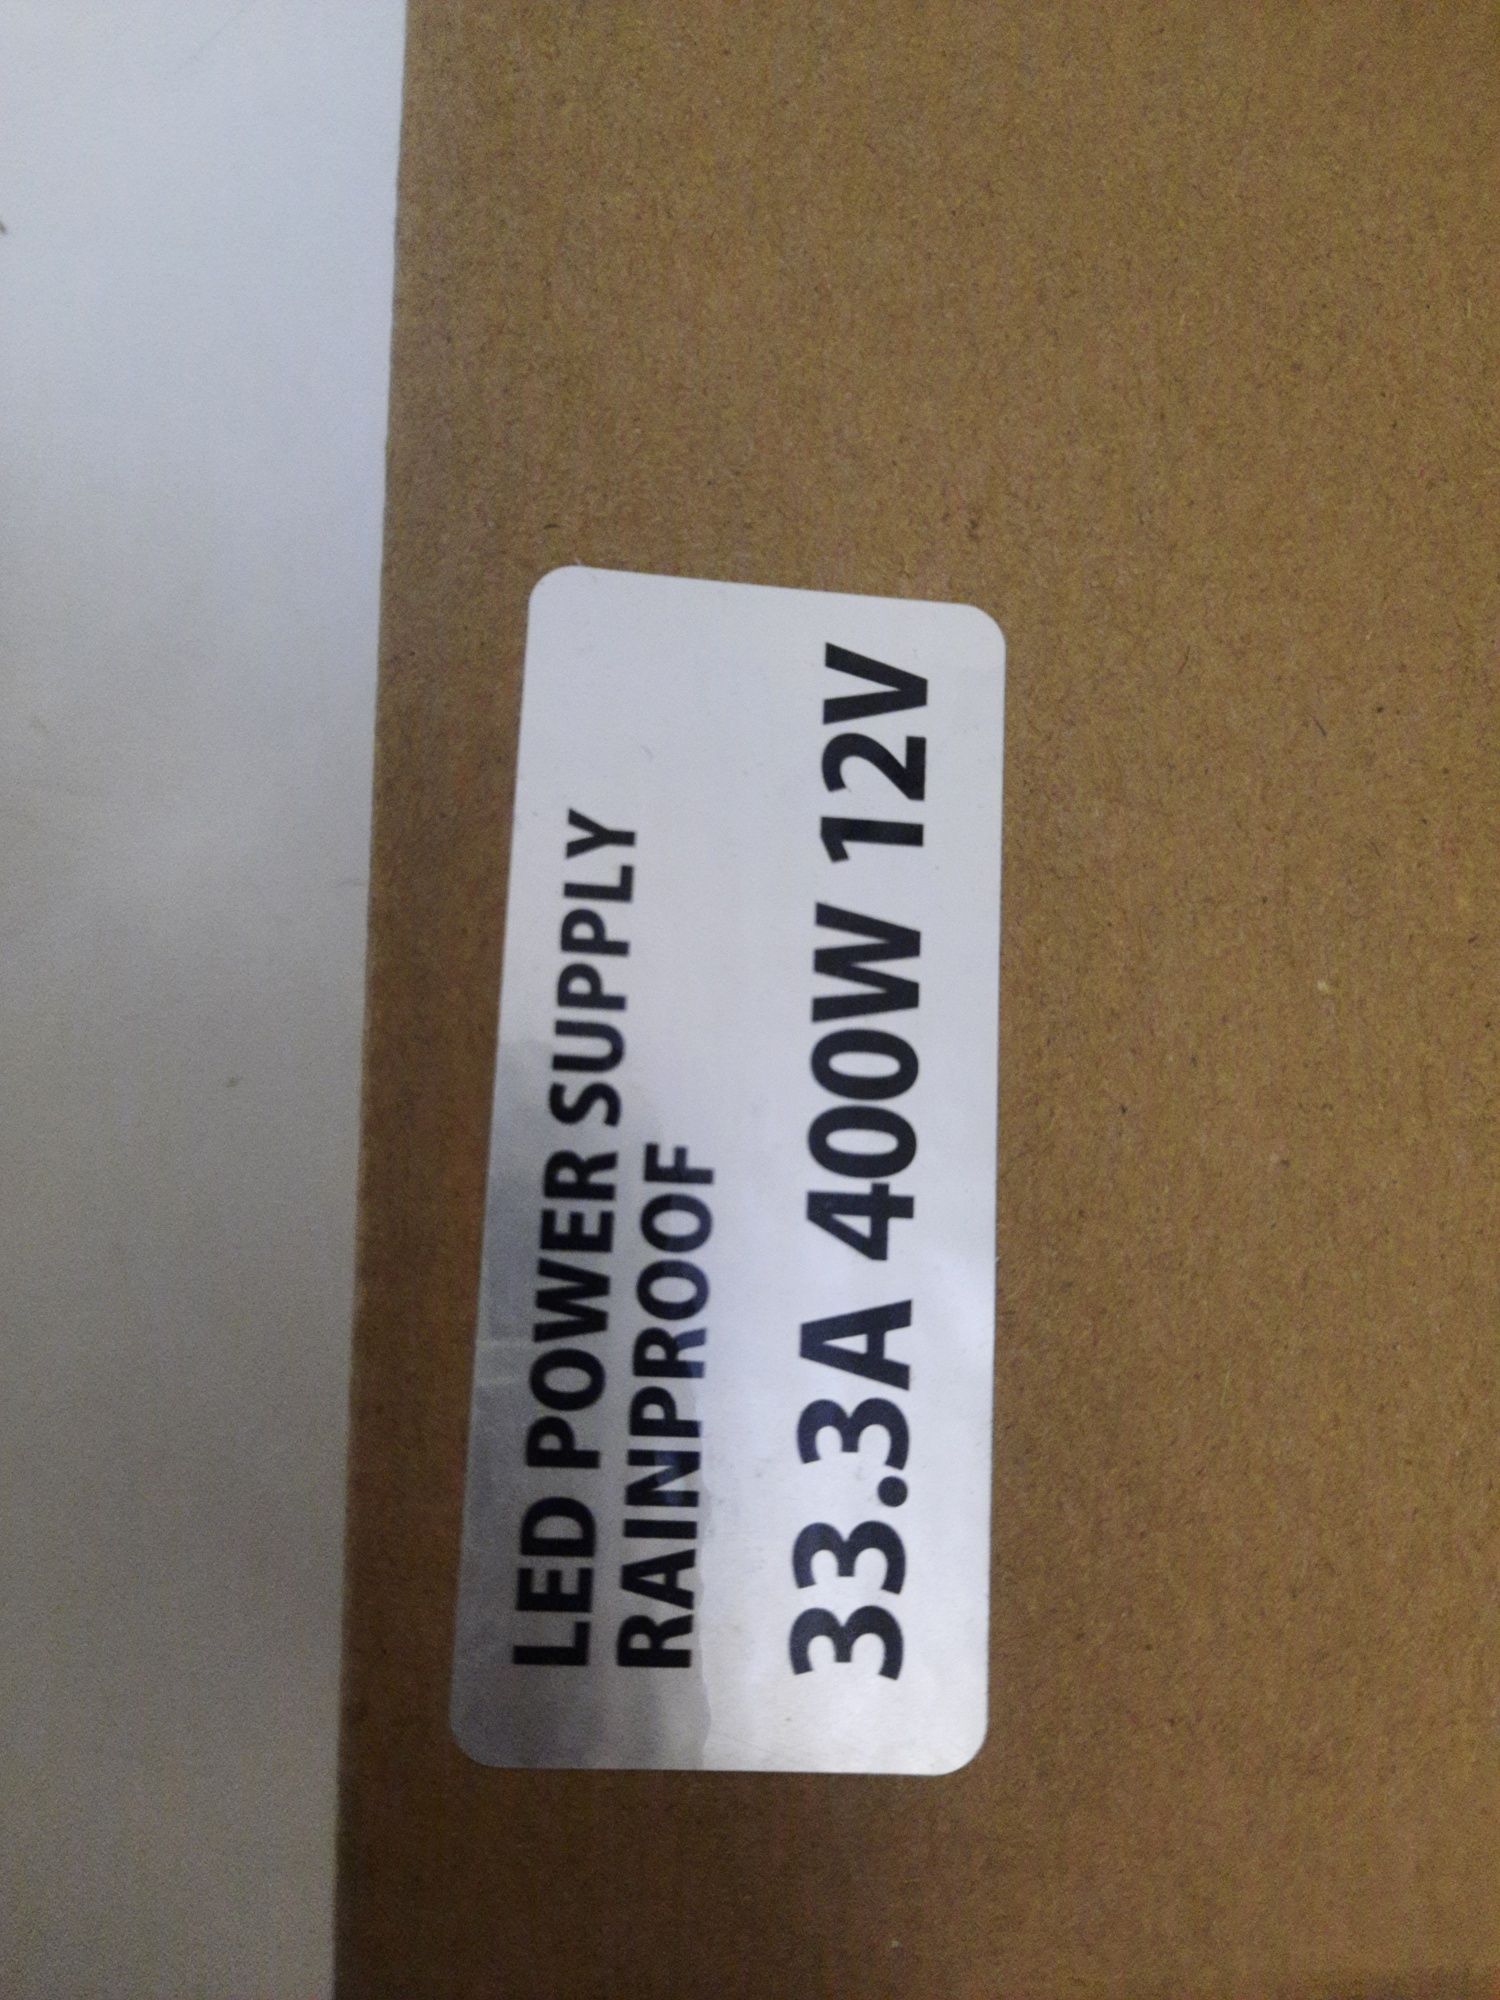 LED POWER SUPPLY
RAINPROOF
33.3A 400W 12V